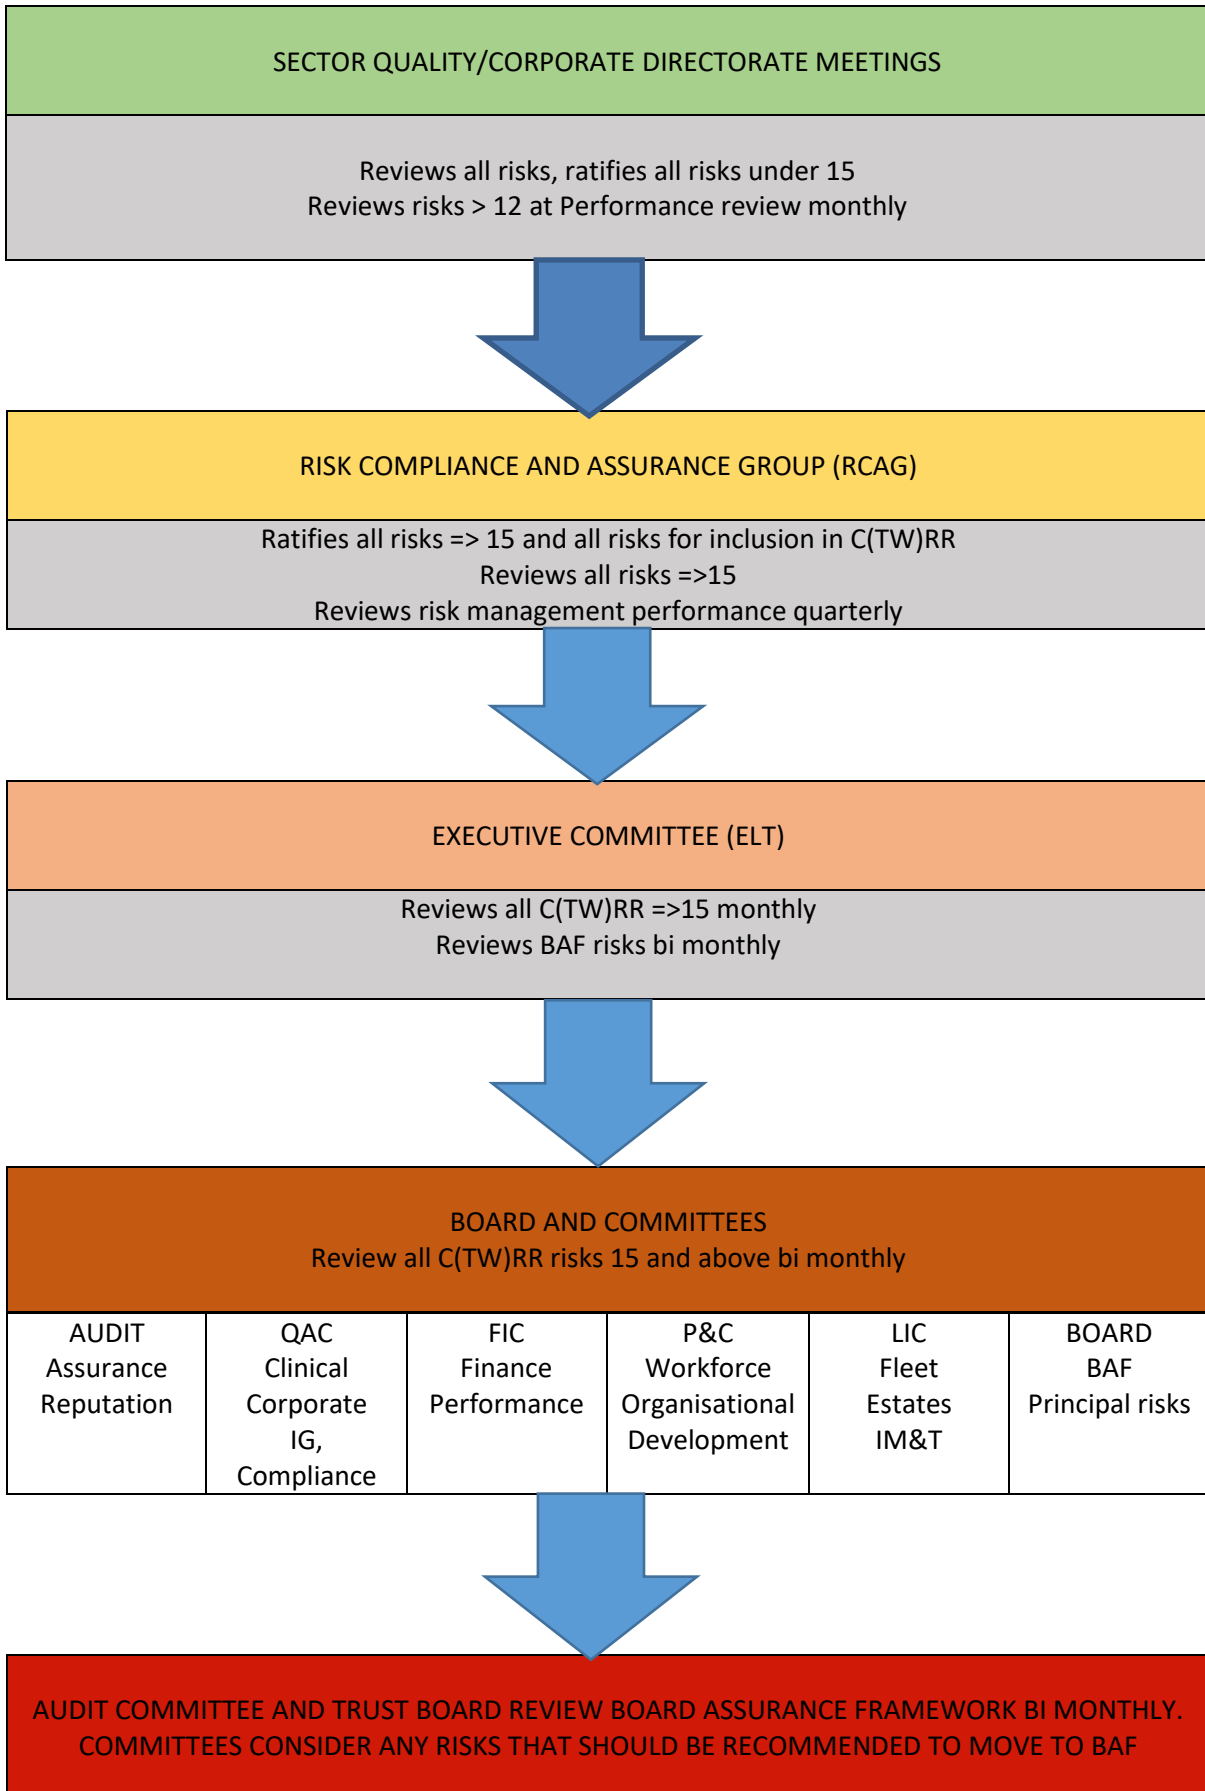 SECTOR QUALITY/CORPORATE DIRECTORATE MEETINGS
Reviews all risks, ratifies all risks under 15
Reviews risks > 12 at Performance review monthly
RISK COMPLIANCE AND ASSURANCE GROUP (RCAG)
Ratifies all risks => 15 and all risks for inclusion in C(TW)RR
Reviews all risks =>15
Reviews risk management performance quarterly
EXECUTIVE COMMITTEE (ELT)
Reviews all C(TW)RR =>15 monthly
Reviews BAF risks bi monthly
BOARD AND COMMITTEES
Review all C(TW)RR risks 15 and above bi monthly
AUDIT
Assurance
Reputation
QAC
Clinical
Corporate
IG,
Compliance
FIC
Finance
Performance
P&C
Workforce
Organisational
Development
LIC
Fleet
Estates
IM&T
BOARD
BAF
Principal risks
AUDIT COMMITTEE AND TRUST BOARD REVIEW BOARD ASSURANCE FRAMEWORK BI MONTHLY.
COMMITTEES CONSIDER ANY RISKS THAT SHOULD BE RECOMMENDED TO MOVE TO BAF